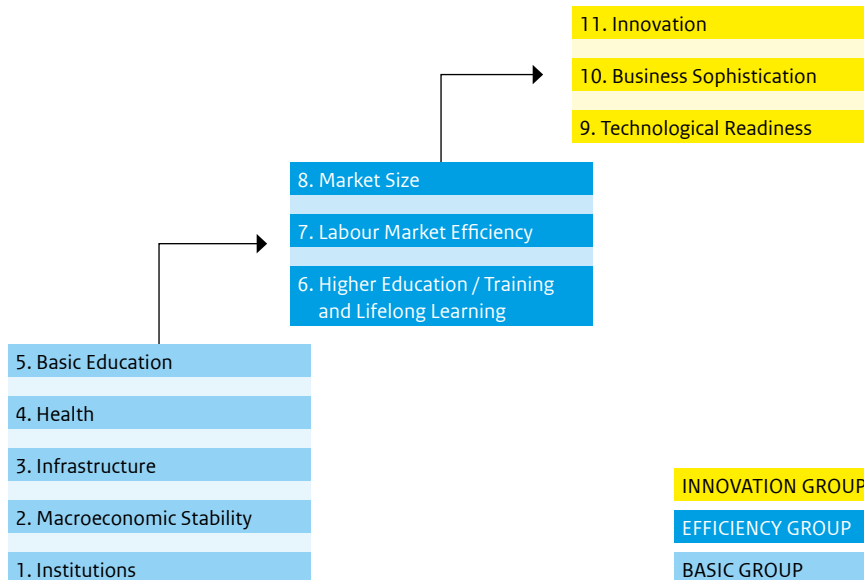 11. Innovation
10. Business Sophistication
9. Technological Readiness
8. Market Size
7. Labour Market Efficiency
6. Higher Education / Training
and Lifelong Learning
5. Basic Education
4. Health
3. Infrastructure
2. Macroeconomic Stability
1. Institutions
INNOVATION GROUP
EFFICIENCY GROUP
BASIC GROUP